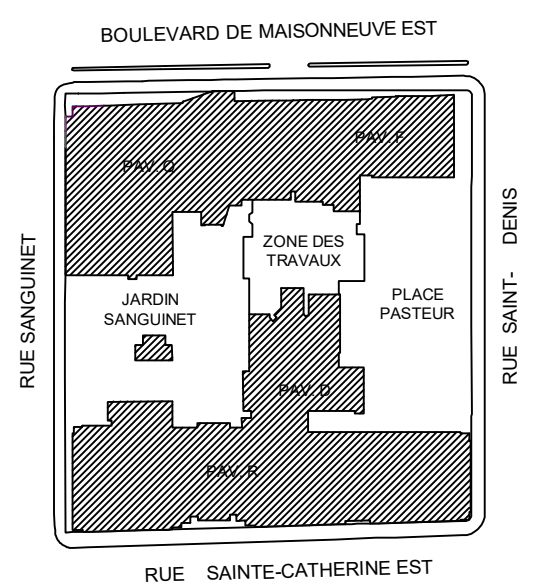 BOULEVARD DE MAISONNEUVE EST
PAV. Q
PAV. F
RUE SANGUINET
ZONE DES
TRAVAUX
JARDIN
SANGUINET
PLACE
PASTEUR
RUE SAINT- DENIS
PAV. D
PAV. R
RUE SAINTE-CATHERINE EST